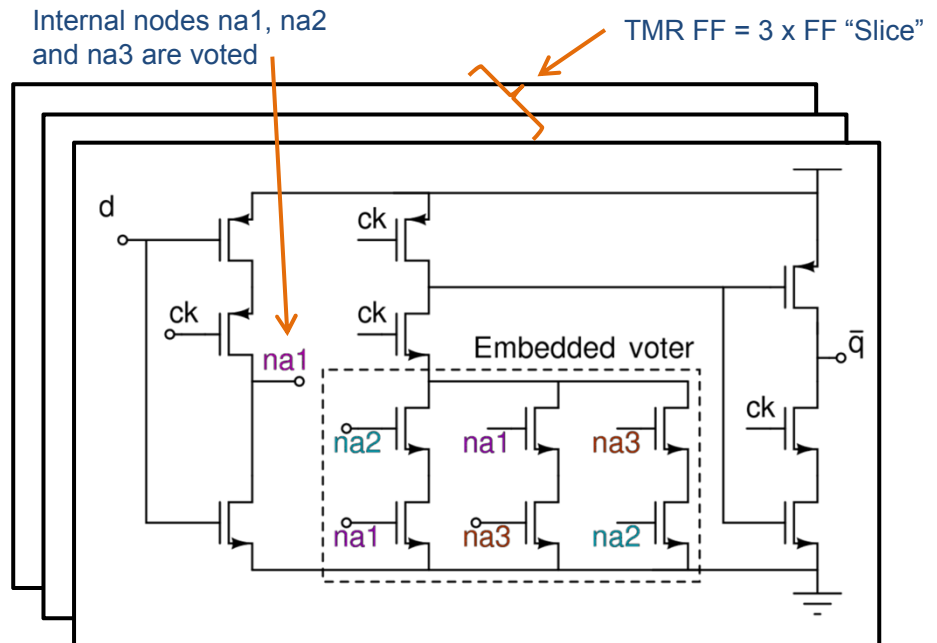 Internal nodes na1, na2
and na3 are voted
TMR FF = 3 x FF “Slice”
d
ck
ck
ck
na1
Embedded voter
q̄
ck
na2
na1
na3
na1
na3
na2